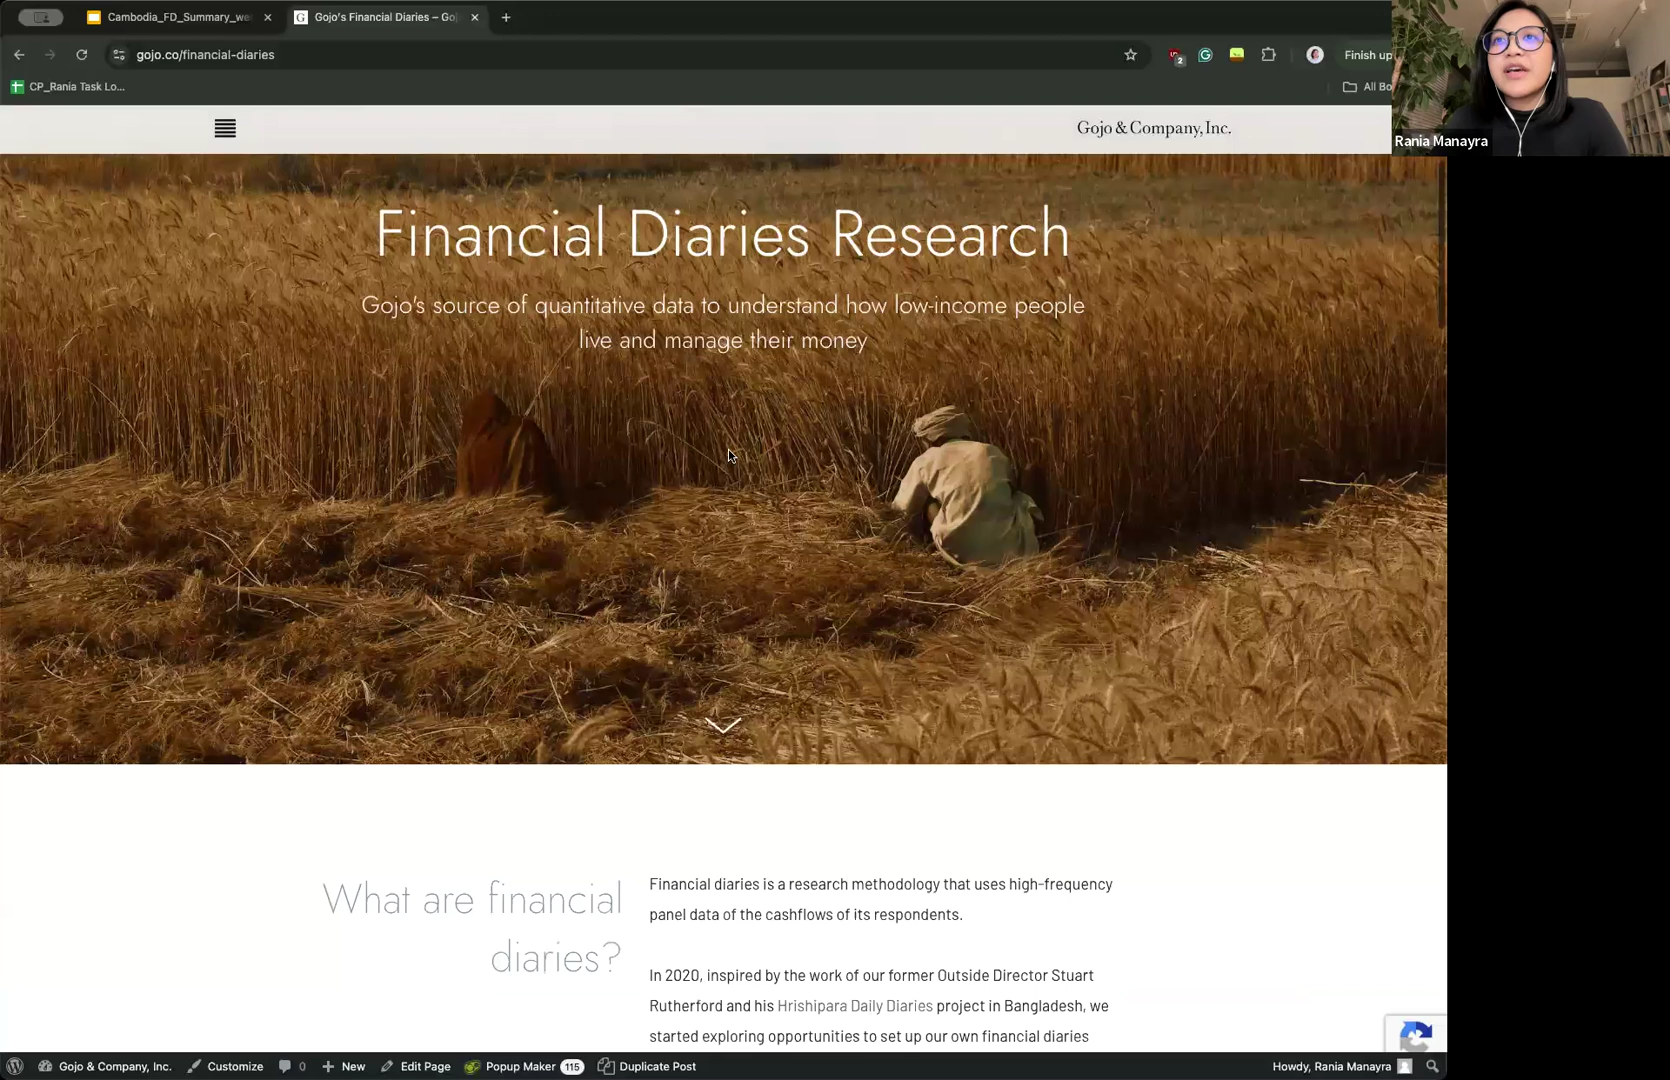 Cambodia_FD_Summary_we
Gojo's Financial Diaries – Goj
gojo.co/financial-diaries
2
Finish up
CP_Rania Task Lo...
All Bo
Gojo & Company, Inc.
Rania Manayra
Financial Diaries Research
Gojo's source of quantitative data to understand how low-income people
live and manage their money
What are financial
diaries?
Financial diaries is a research methodology that uses high-frequency
panel data of the cashflows of its respondents.
In 2020, inspired by the work of our former Outside Director Stuart
Rutherford and his Hrishipara Daily Diaries project in Bangladesh, we
started exploring opportunities to set up our own financial diaries
Gojo & Company, Inc. Customize 0 New Edit Page Popup Maker 115 Duplicate Post Howdy, Rania Manayra